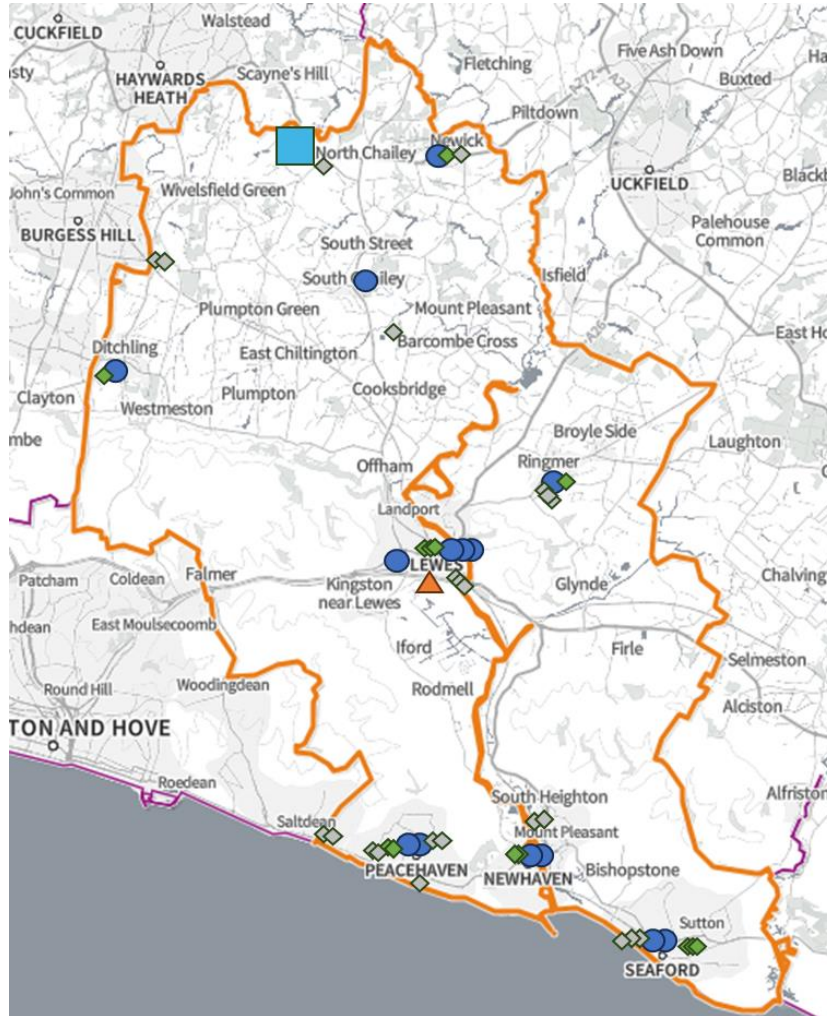 Walstead
CUCKFIELD
Five Ash Down
Fletching
HAYWARDS
HEATH
Scayne's Hill
A272
Buxted
Piltdown
Newick
North Chailey
John's Common
Wivelsfield Green
UCKFIELD
BURGESS HILL
Palehouse
Common
South Street
Isfield
Plumpton Green
Mount Pleasant
A26
Ditchling
East Chiltington
Barcombe Cross
Clayton
Plumpton
Cooksbridge
Westmeston
Broyle Side
Laughton
Offham
Ringmer
Landport
LEWES
Patcham
Coldean
Falmer
Kingston
near Lewes
Glynde
East Moulsecoomb
Iford
Firle
Selmeston
Round Hill
Woodingdean
Rodmell
Alciston
TON AND HOVE
Roedean
South Heighton
Alfriston
Saltdean
Mount Pleasant
PEACEHAVEN
NEWHAVEN
Bishopstone
Sutton
SEAFORD